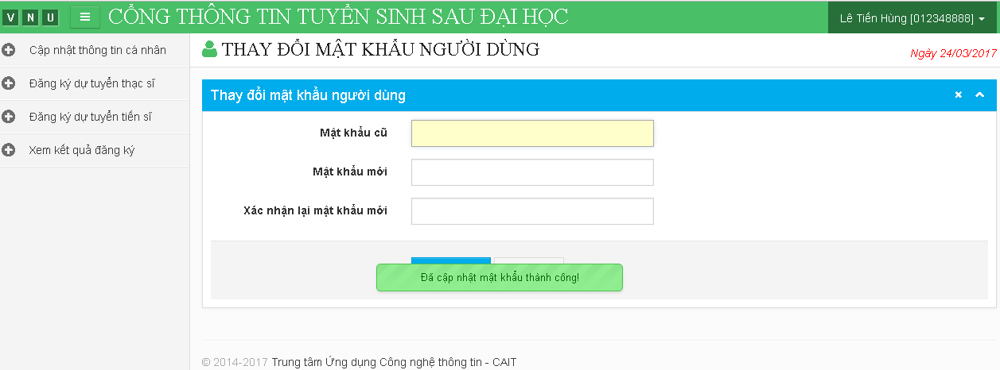 VNU CỔNG THÔNG TIN TUYỂN SINH SAU ĐẠI HỌC Lê Tiến Hùng [012348888]
Cập nhật thông tin cá nhân
Đăng ký dự tuyển thạc sĩ
Đăng ký dự tuyển tiến sĩ
Xem kết quả đăng ký
THAY ĐỔI MẬT KHẨU NGƯỜI DÙNG Ngày 24/03/2017
Thay đổi mật khẩu người dùng
Mật khẩu cũ
Mật khẩu mới
Xác nhận lại mật khẩu mới
Đã cập nhật mật khẩu thành công!
© 2014-2017 Trung tâm Ứng dụng Công nghệ thông tin - CAIT